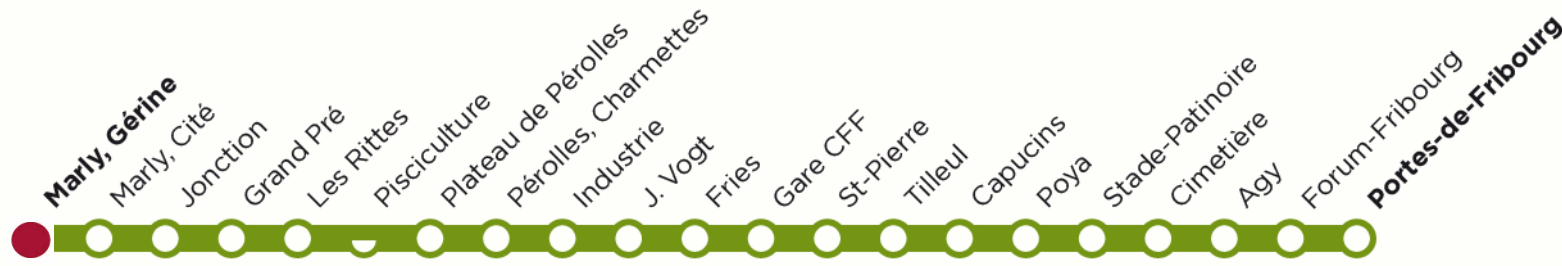 Marly, Gérine
Marly, Cité
Jonction
Grand Pré
Les Rittes
Pisciculture
Plateau de Pérolles
Pérolles, Charmettes
Industrie
J. Vogt
Fries
Gare CFF
St-Pierre
Tilleul
Capucins
Poya
Stade-Patinoire
Cimetière
Agy
Forum-Fribourg
Portes-de-Fribourg